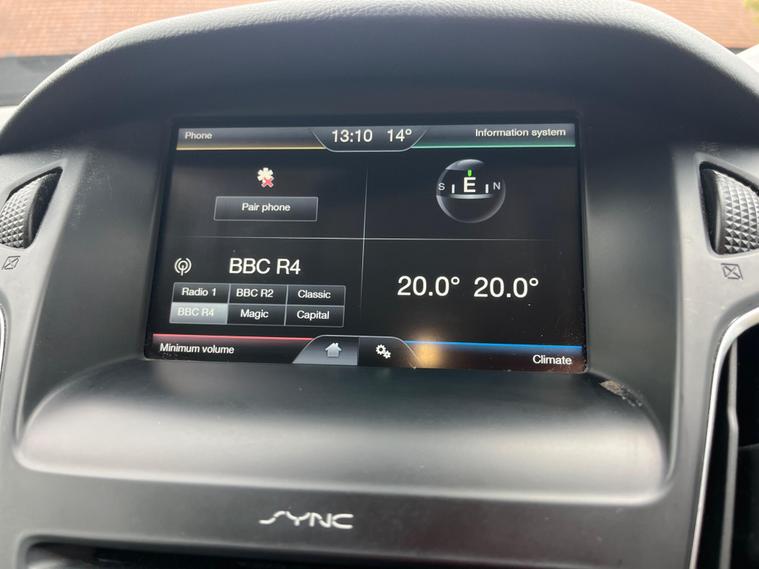 Phone 13:10 14° Information system
Pair phone
S E N
BBC R4
Radio 1 BBC R2 Classic
BBC R4 Magic Capital
20.0° 20.0°
Minimum volume Climate
SYNC